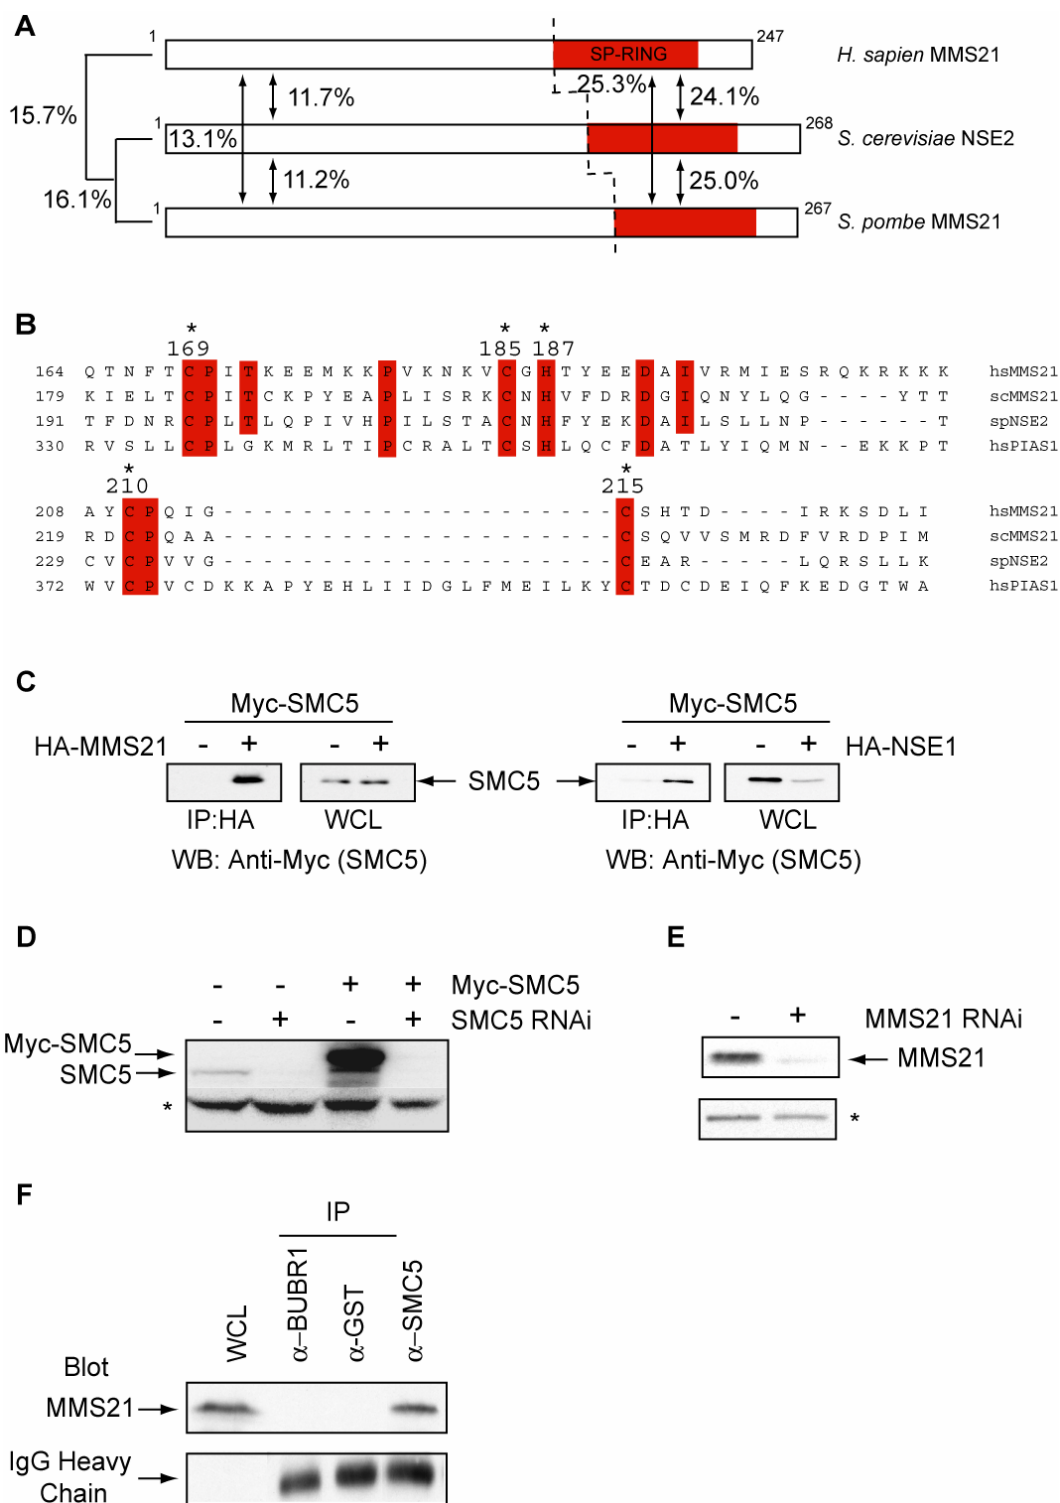 A
1
247
SP-RING
H. sapien MMS21
25.3%
11.7%
24.1%
15.7%
1
268
13.1%
S. cerevisiae NSE2
11.2%
25.0%
16.1%
1
267
S. pombe MMS21
B
* * *
169 185 187
164 Q T N F T C P I T K E E M K K P V K N K V C G H T Y E E D A I V R M I E S R Q K R K K K hsMMS21
179 K I E L T C P I T C K P Y E A P L I S R K C N H V F D R D G I Q N Y L Q G - - - - Y T T scMMS21
191 T F D N R C P L T L Q P I V H P I L S T A C N H F Y E K D A I L S L L N P - - - - - - T spNSE2
330 R V S L L C P L G K M R L T I P C R A L T C S H L Q C F D A T L Y I Q M N - - E K K P T hsPIAS1
* *
210 215
208 A Y C P Q I G - - - - - - - - - - - - - - - - - - - - C S H T D - - - - I R K S D L I hsMMS21
219 R D C P Q A A - - - - - - - - - - - - - - - - - - - - C S Q V V S M R D F V R D P I M scMMS21
229 C V C P V V G - - - - - - - - - - - - - - - - - - - - C E A R - - - - - L Q R S L L K spNSE2
372 W V C P V C D K K A P Y E H L I I D G L F M E I L K Y C T D C D E I Q F K E D G T W A hsPIAS1
C
Myc-SMC5 Myc-SMC5
HA-MMS21 - + - + - + - + HA-NSE1
SMC5
IP:HA WCL IP:HA WCL
WB: Anti-Myc (SMC5) WB: Anti-Myc (SMC5)
D
- - + + Myc-SMC5
- + - + SMC5 RNAi
Myc-SMC5
SMC5
*
E
- + MMS21 RNAi
MMS21
*
F
IP
WCL
α-BUBR1
α-GST
α-SMC5
Blot
MMS21
IgG Heavy
Chain